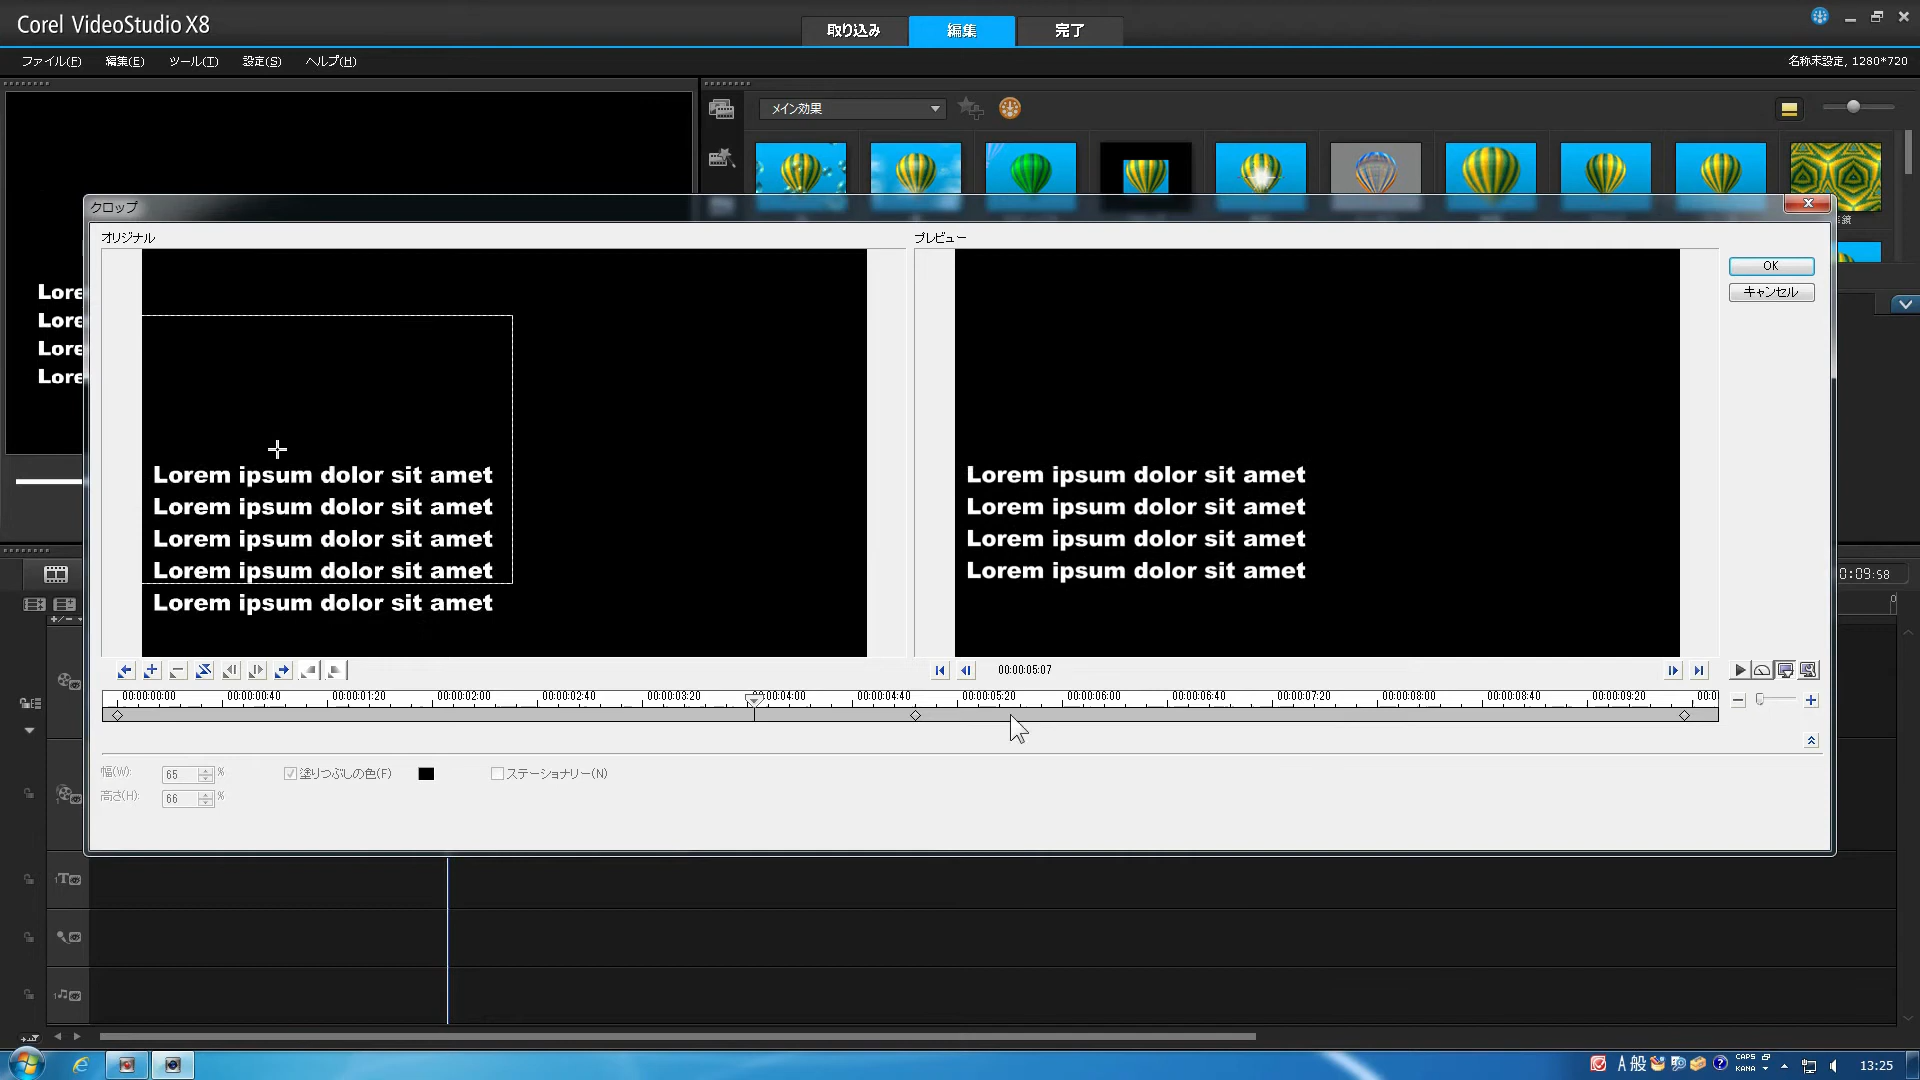 Corel VideoStudio X8
取り込み
編集
完了
ファイル(F) 編集(E) ツール(T) 設定(S) ヘルプ(H)
名称未設定, 1280*720
メイン効果
クロップ
オリジナル
プレビュー
OK
キャンセル
Lore
Lore
Lore
Lore
Lorem ipsum dolor sit amet
Lorem ipsum dolor sit amet
Lorem ipsum dolor sit amet
Lorem ipsum dolor sit amet
Lorem ipsum dolor sit amet
Lorem ipsum dolor sit amet
Lorem ipsum dolor sit amet
Lorem ipsum dolor sit amet
Lorem ipsum dolor sit amet
0:09:58
00:00:05:07
00:00:00:00 00:00:00:40 00:00:01:20 00:00:02:00 00:00:02:40 00:00:03:20 00:00:04:00 00:00:04:40 00:00:05:20 00:00:06:00 00:00:06:40 00:00:07:20 00:00:08:00 00:00:08:40 00:00:09:20 00:0
幅(W): 65 %
塗りつぶしの色(F)
ステーショナリー(N)
高さ(H): 66 %
A 般
CAPS
KANA
13:25